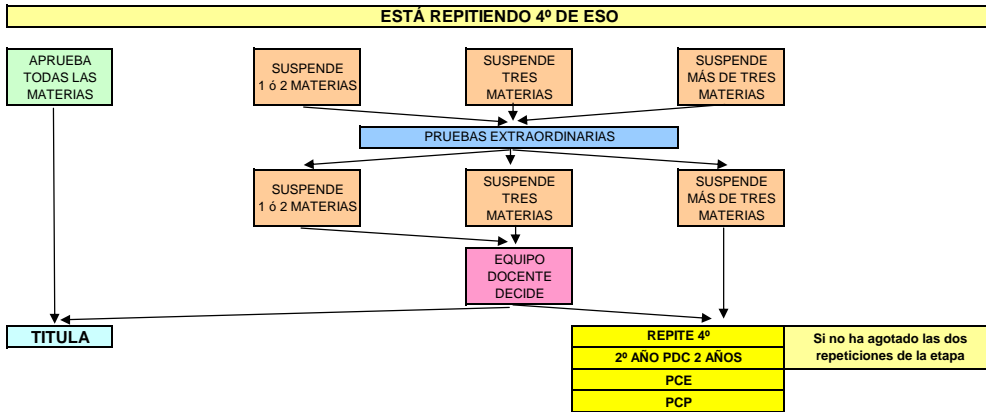 ESTÁ REPITIENDO 4º DE ESO
APRUEBA
TODAS LAS
MATERIAS
SUSPENDE
1 ó 2 MATERIAS
SUSPENDE
TRES
MATERIAS
SUSPENDE
MÁS DE TRES
MATERIAS
PRUEBAS EXTRAORDINARIAS
SUSPENDE
1 ó 2 MATERIAS
SUSPENDE
TRES
MATERIAS
SUSPENDE
MÁS DE TRES
MATERIAS
EQUIPO
DOCENTE
DECIDE
TITULA
REPITE 4º
2º AÑO PDC 2 AÑOS
PCE
PCP
Si no ha agotado las dos
repeticiones de la etapa